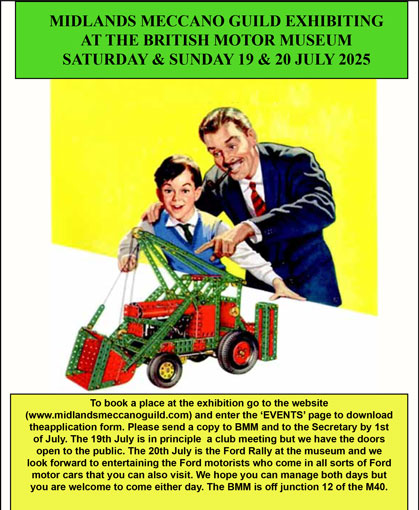 MIDLANDS MECCANO GUILD EXHIBITING
AT THE BRITISH MOTOR MUSEUM
SATURDAY & SUNDAY 19 & 20 JULY 2025
To book a place at the exhibition go to the website
(www.midlandsmeccanoguild.com) and enter the ‘EVENTS’ page to download
theapplication form. Please send a copy to BMM and to the Secretary by 1st
of July. The 19th July is in principle  a club meeting but we have the doors
open to the public. The 20th July is the Ford Rally at the museum and we
look forward to entertaining the Ford motorists who come in all sorts of Ford
motor cars that you can also visit. We hope you can manage both days but
you are welcome to come either day. The BMM is off junction 12 of the M40.